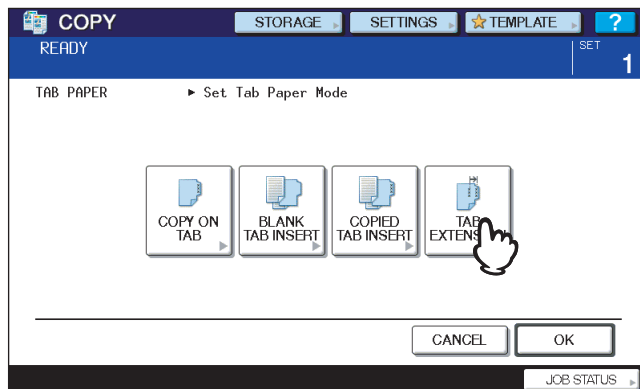 COPY
STORAGE
SETTINGS
TEMPLATE
?
READY
SET
1
TAB PAPER
► Set Tab Paper Mode
COPY ON
TAB
BLANK
TAB INSERT
COPIED
TAB INSERT
TAB
CANCEL
OK
JOB STATUS